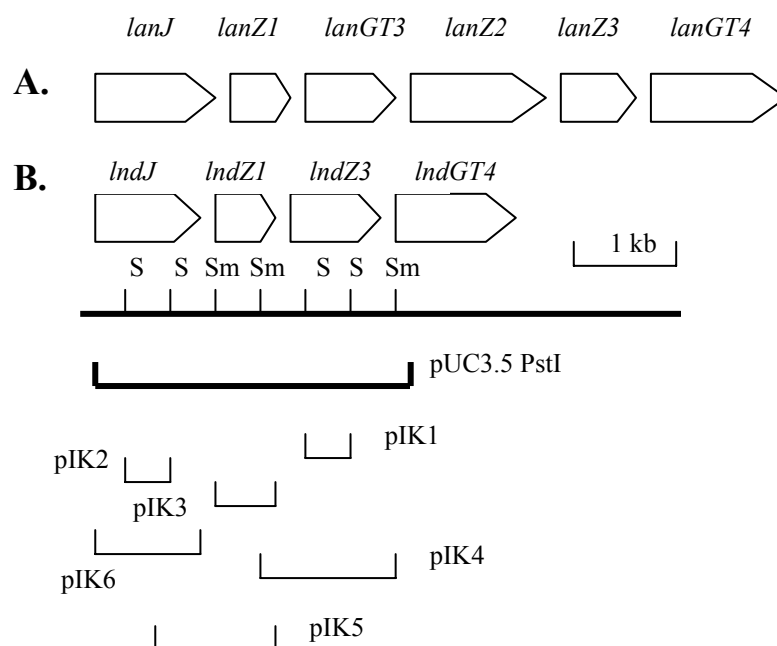 lanJ lanZ1 lanGT3 lanZ2 lanZ3 lanGT4
A.
B.
lndJ lndZ1 lndZ3 lndGT4
1 kb
S S Sm Sm S S Sm
pUC3.5 PstI
pIK1
pIK2
pIK3
pIK4
pIK6
pIK5